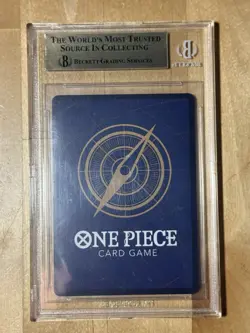 The World's Most Trusted
Source In Collecting
Beckett Grading Services
ONE PIECE
CARD GAME